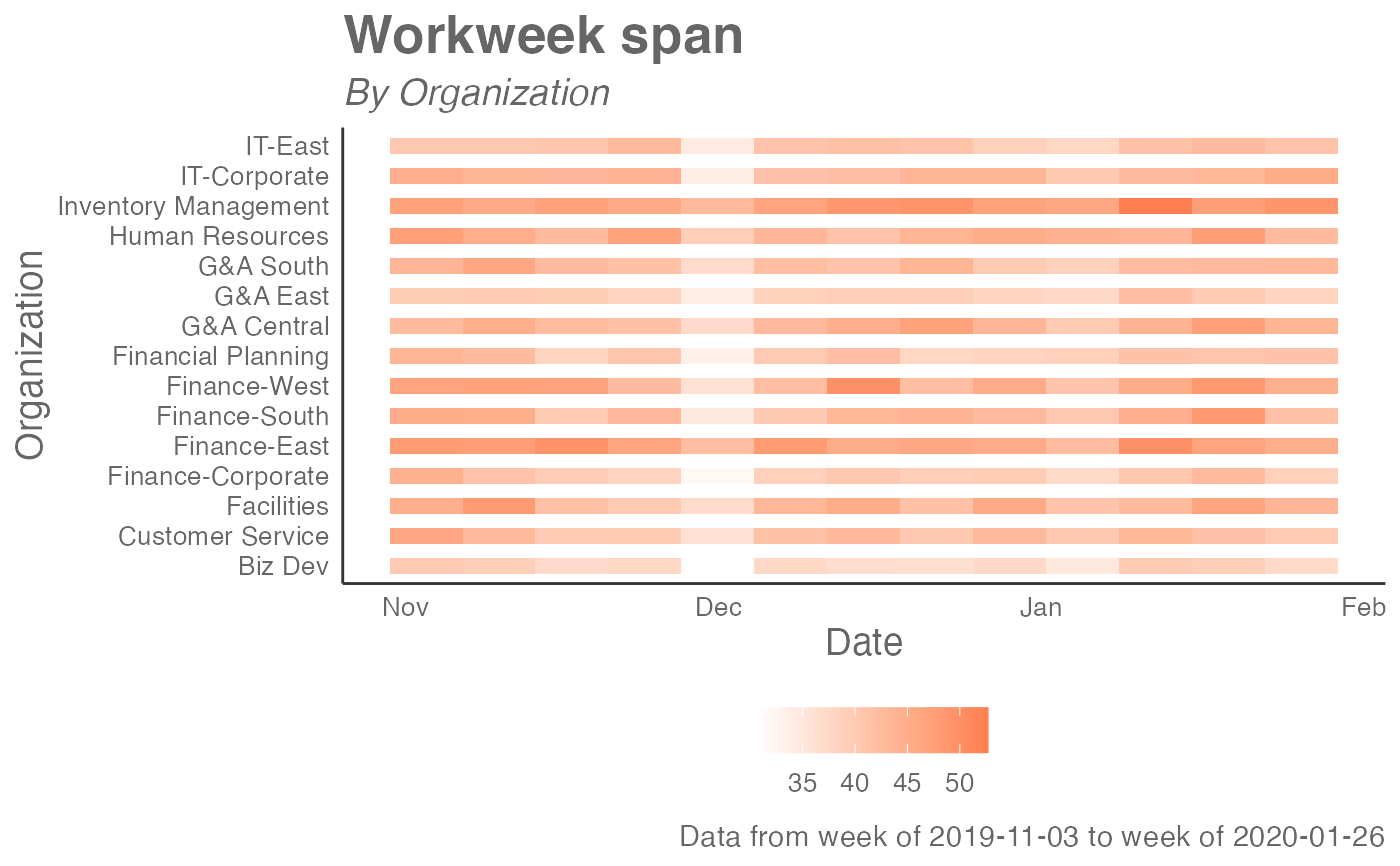 Workweek span
By Organization
Organization
IT-East
IT-Corporate
Inventory Management
Human Resources
G&A South
G&A East
G&A Central
Financial Planning
Finance-West
Finance-South
Finance-East
Finance-Corporate
Facilities
Customer Service
Biz Dev
Nov Dec Jan Feb
Date
35 40 45 50
Data from week of 2019-11-03 to week of 2020-01-26